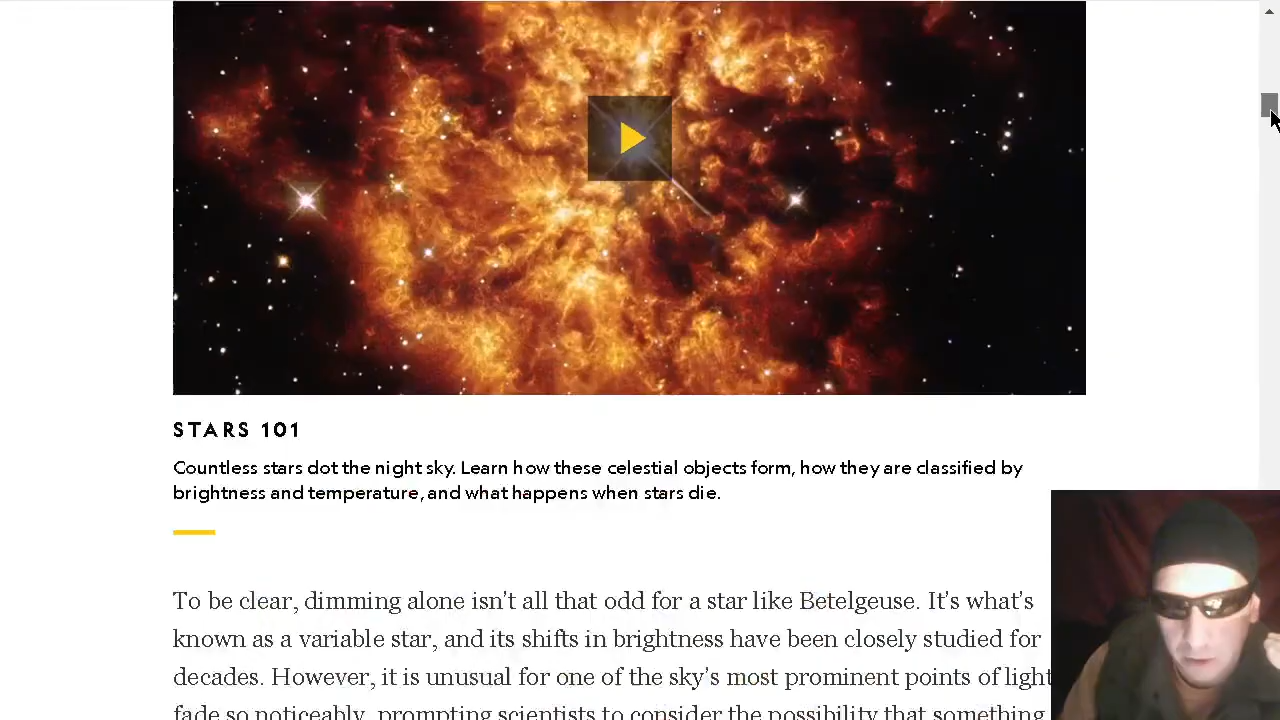 STARS 101
Countless stars dot the night sky. Learn how these celestial objects form, how they are classified by
brightness and temperature, and what happens when stars die.
To be clear, dimming alone isn’t all that odd for a star like Betelgeuse. It’s what’s
known as a variable star, and its shifts in brightness have been closely studied for
decades. However, it is unusual for one of the sky’s most prominent points of light
fade so noticeably, prompting scientists to consider the possibility that something